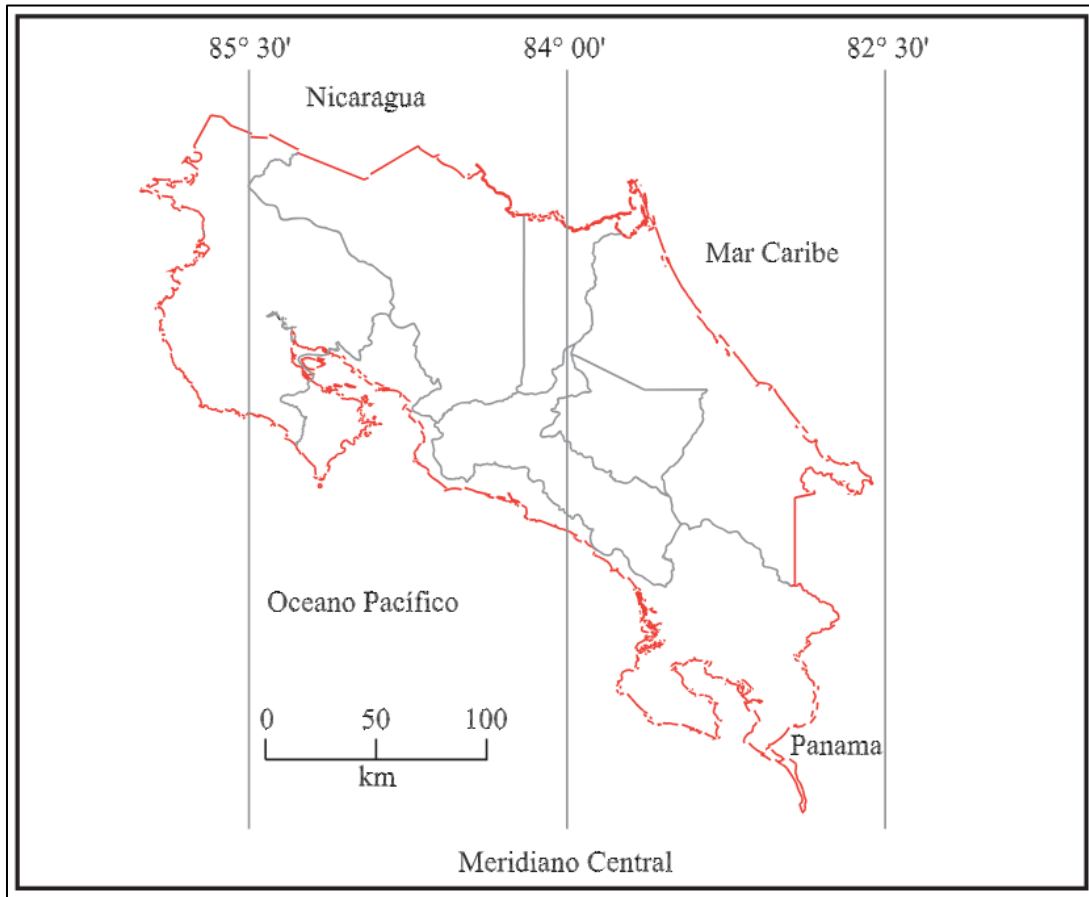 85° 30' 84° 00' 82° 30'
Nicaragua
Mar Caribe
Oceano Pacífico
0 50 100
km
Panama
Meridiano Central